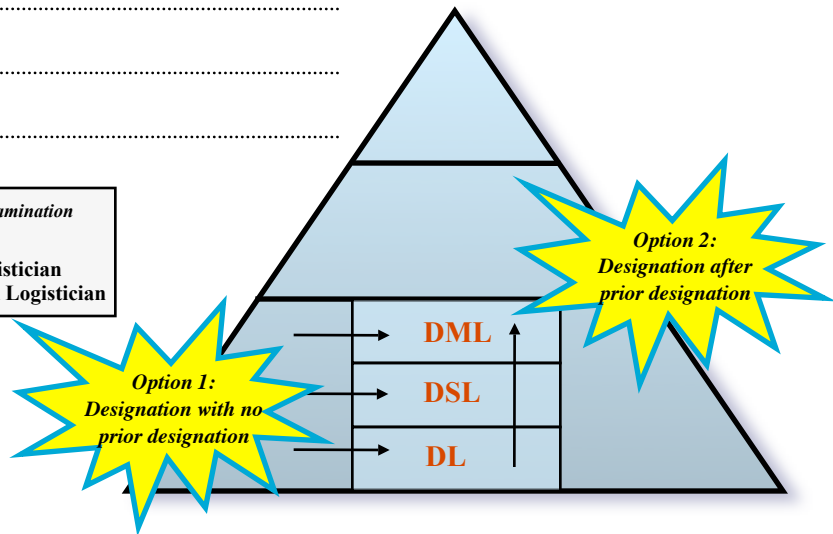 amination
istician
Logistician
Option 2:
Designation after
prior designation
DML
Option 1:
Designation with no
prior designation
DSL
DL